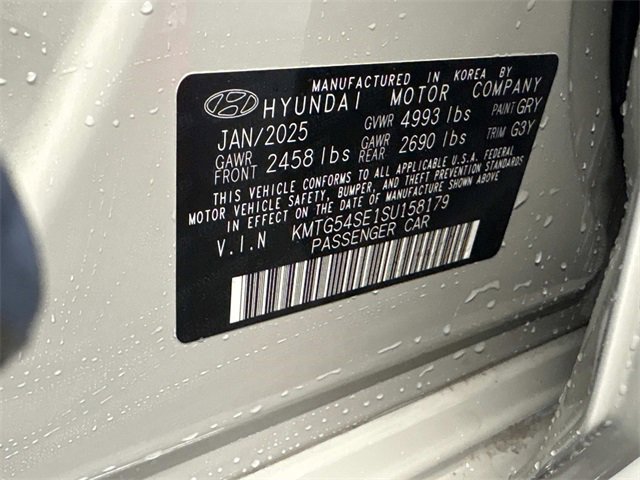 MANUFACTURED IN KOREA BY
HYUNDAI MOTOR COMPANY
JAN/2025 GVWR 4993 lbs PAINT GRY
GAWR FRONT 2458 lbs GAWR REAR 2690 lbs TRIM G3Y
THIS VEHICLE CONFORMS TO ALL APPLICABLE U.S.A. FEDERAL
MOTOR VEHICLE SAFETY, BUMPER, AND THEFT PREVENTION STANDARDS
IN EFFECT ON THE DATE OF MANUFACTURE SHOWN ABOVE.
V.I.N KMTG54SE1SU158179
PASSENGER CAR